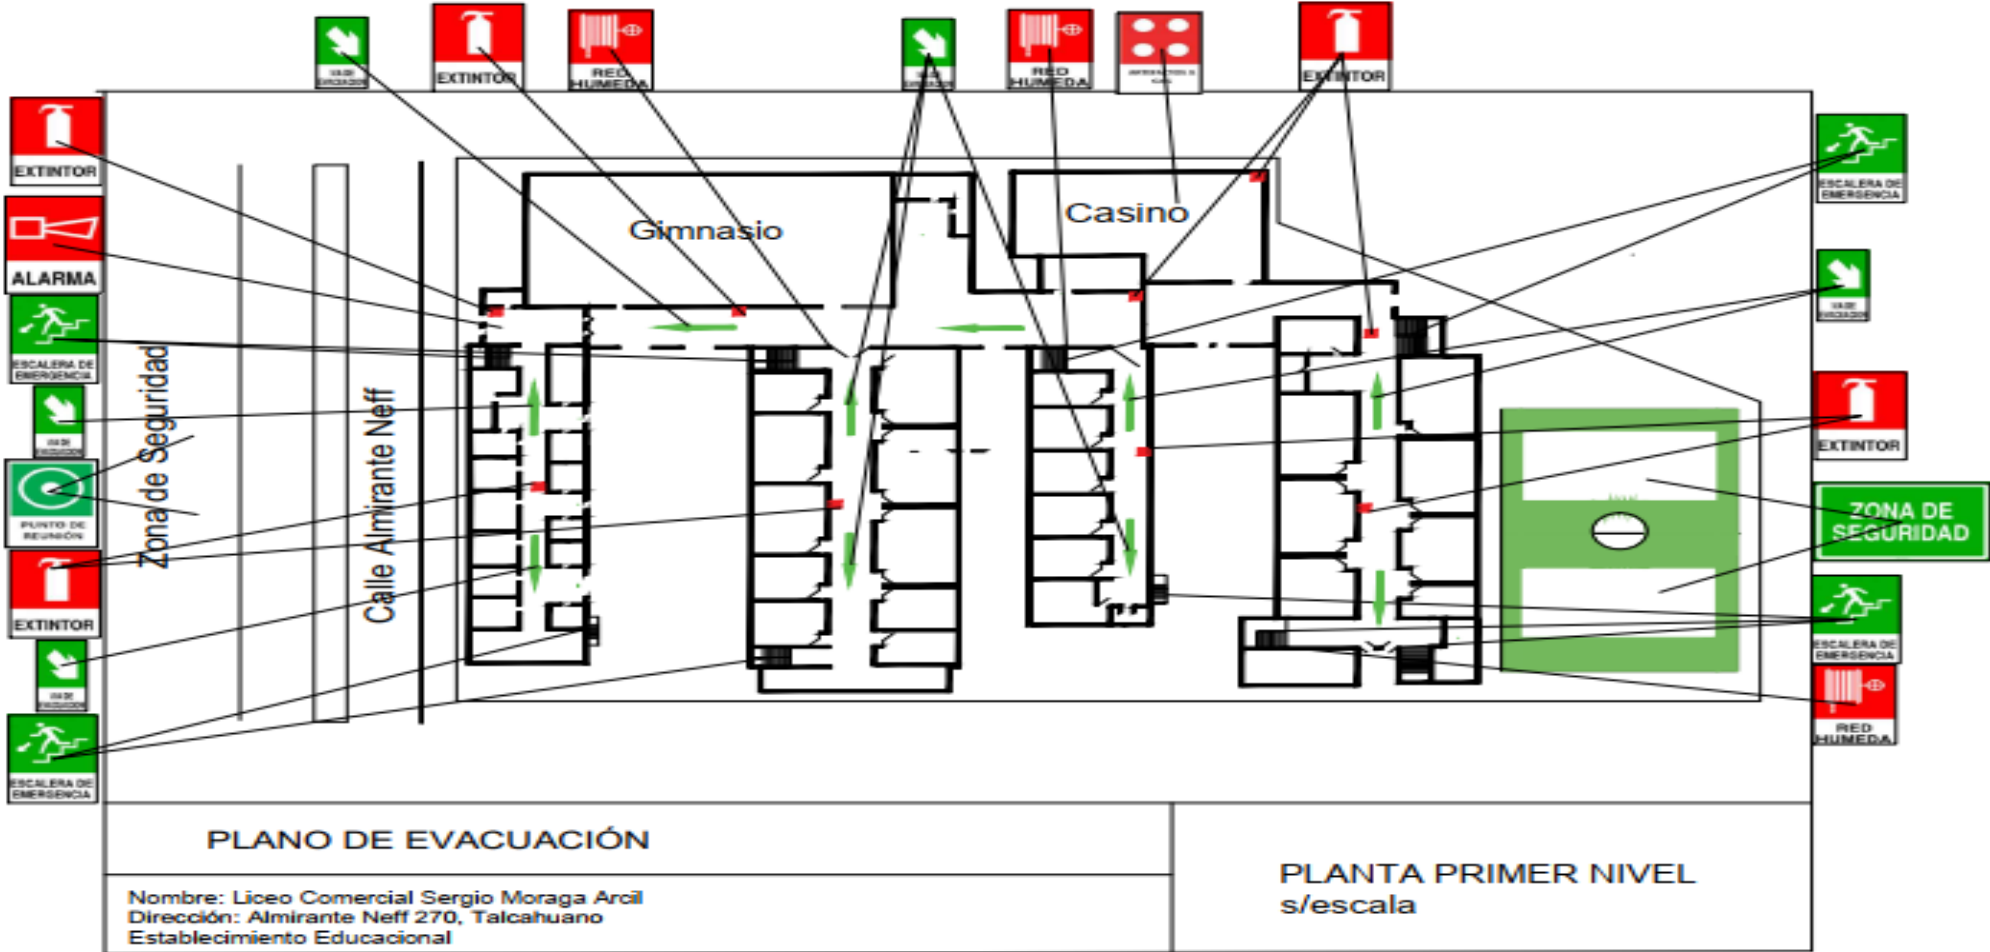 EXTINTOR
RED
HUMEDA
RED
HUMEDA
EXTINTOR
EXTINTOR
ALARMA
ESCALERA DE
EMERGENCIA
PUNTO DE
REUNIÓN
EXTINTOR
ESCALERA DE
EMERGENCIA
Zona de Seguridad
Calle Almirante Neff
Gimnasio
Casino
ESCALERA DE
EMERGENCIA
EXTINTOR
ZONA DE
SEGURIDAD
ESCALERA DE
EMERGENCIA
RED
HUMEDA
PLANO DE EVACUACIÓN
Nombre: Liceo Comercial Sergio Moraga Arcil
Dirección: Almirante Neff 270, Talcahuano
Establecimiento Educacional
PLANTA PRIMER NIVEL
s/escala